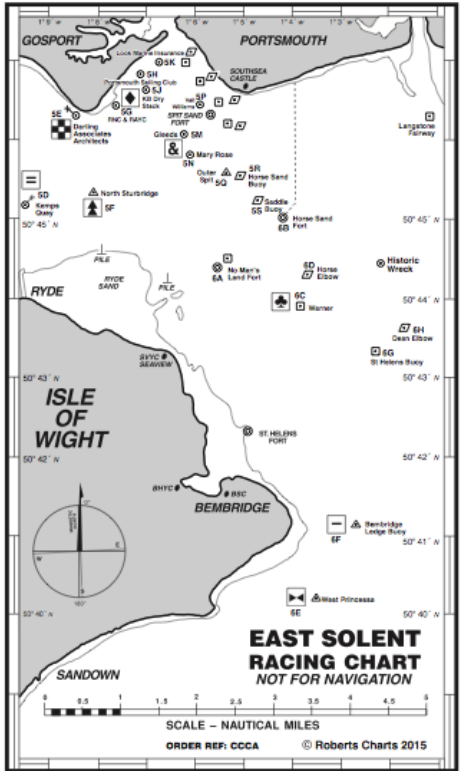 1° 9' W
1° 8' W
1° 7' W
1° 6' W
1° 5' W
1° 4' W
1° 3' W
1° 2' W
1° 1' W
GOSPORT
PORTSMOUTH
Lock Marine Insurance
5K
5H
Portsmouth Sailing Club
5J
KB Dry
Stack
5G
RNC & RAYC
5E
Darling
Associates
Architects
SOUTHSEA
CASTLE
5P
Williams
SPIT SAND
FORT
Gleeds
5M
&
Mary Rose
5N
Outer
Spit
5Q
5R
Horse Sand
Buoy
Saddle
Buoy
5S
Horse Sand
Fort
6B
Langstone
Fairway
5D
Kemps
Quay
North Sturbridge
5F
50° 45' N
50° 45' N
PILE
RYDE
SAND
PILE
RYDE
No Man's
Land Fort
6A
6D
Horse
Elbow
Historic
Wreck
6C
Warner
50° 44' N
6H
Dean Elbow
6G
St Helens Buoy
SVYC
SEAVIEW
50° 43' N
50° 43' N
ISLE
OF
WIGHT
ST. HELENS
FORT
50° 42' N
50° 42' N
BHYC
BSC
BEMBRIDGE
0°
E
W
S
180°
6F
Bembridge
Ledge Buoy
50° 41' N
6E
West Princessa
50° 40' N
50° 40' N
EAST SOLENT
RACING CHART
NOT FOR NAVIGATION
SANDOWN
0 0.5 1 1.5 2 2.5 3 3.5 4 4.5 5
SCALE – NAUTICAL MILES
ORDER REF: CCCA
© Roberts Charts 2015